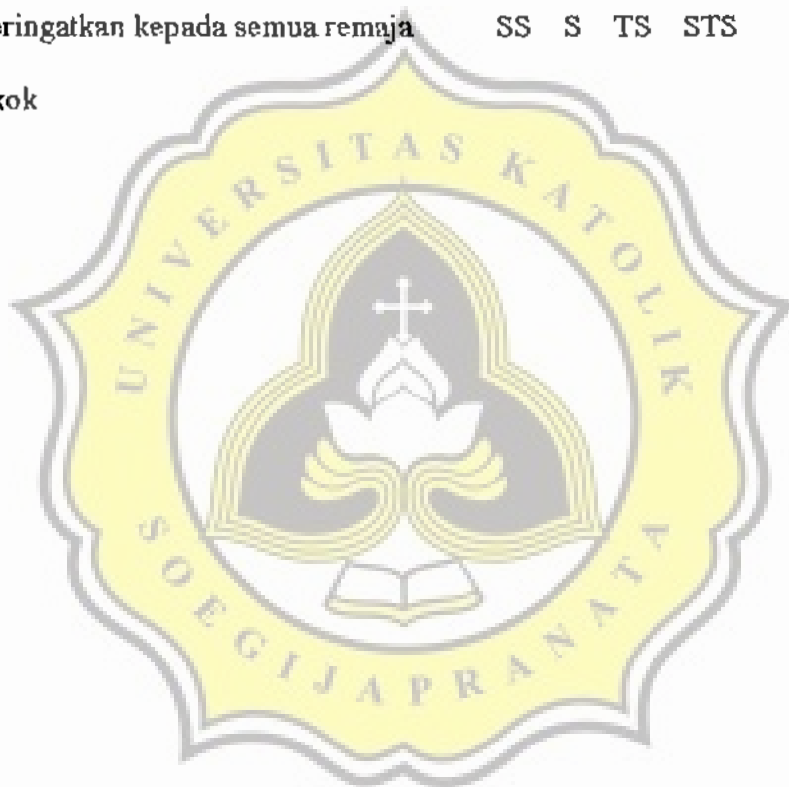 eringatkan kepada semua remaja SS S TS STS
kok
UNIVERSITAS KATOLIK
SOEGIJAPRANATA